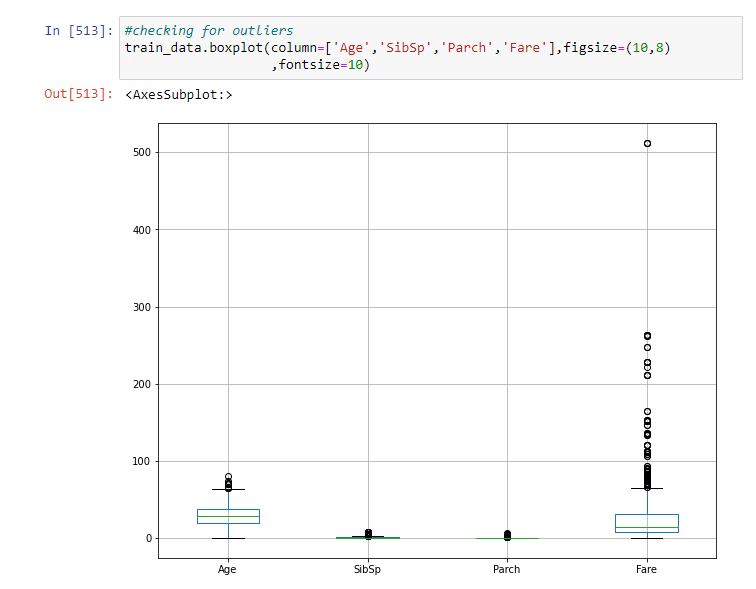 In [513]: #checking for outliers
train_data.boxplot(column=['Age','SibSp','Parch','Fare'],figsize=(10,8)
,fontsize=10)
Out[513]: <AxesSubplot:>
500
400
300
200
100
0
Age SibSp Parch Fare